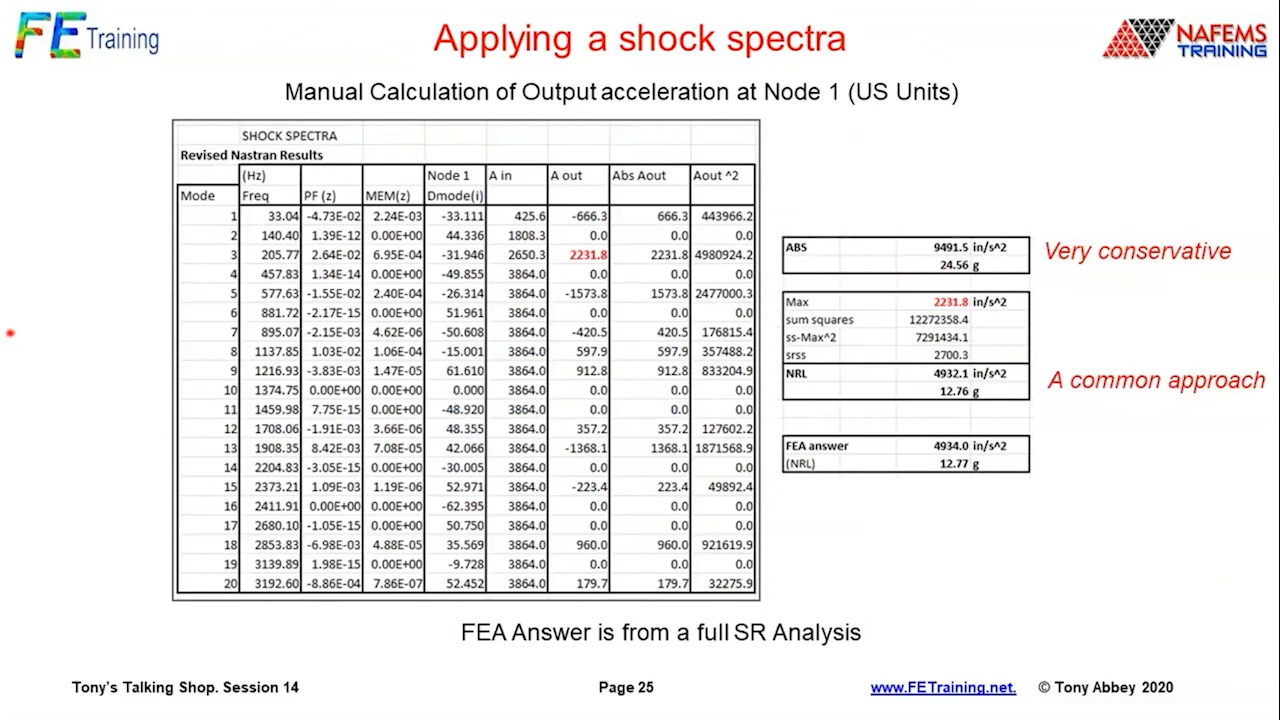 FE Training
Applying a shock spectra
NAFEMS
TRAINING
Manual Calculation of Output acceleration at Node 1 (US Units)
SHOCK SPECTRA
Revised Nastran Results
(Hz) Node 1 A in A out Abs Aout Aout ^2
Mode Freq PF (z) MEM(z) Dmode(i)
1 33.04 -4.73E-02 2.24E-03 -33.111 425.6 -666.3 666.3 443966.2
2 140.40 1.39E-12 0.00E+00 44.336 1808.3 0.0 0.0 0.0
3 205.77 2.64E-02 6.95E-04 -31.946 2650.3 2231.8 2231.8 4980924.2
4 457.83 1.34E-14 0.00E+00 -49.855 3864.0 0.0 0.0 0.0
5 577.63 -1.55E-02 2.40E-04 -26.314 3864.0 -1573.8 1573.8 2477000.3
6 881.72 -2.17E-15 0.00E+00 51.961 3864.0 0.0 0.0 0.0
7 895.07 -2.15E-03 4.62E-06 -50.608 3864.0 -420.5 420.5 176815.4
8 1137.85 1.03E-02 1.06E-04 -15.001 3864.0 597.9 597.9 357488.2
9 1216.93 -3.83E-03 1.47E-05 61.610 3864.0 912.8 912.8 833204.9
10 1374.75 0.00E+00 0.00E+00 0.000 3864.0 0.0 0.0 0.0
11 1459.98 7.75E-15 0.00E+00 -48.920 3864.0 0.0 0.0 0.0
12 1708.06 -1.91E-03 3.66E-06 48.355 3864.0 357.2 357.2 127602.2
13 1908.35 8.42E-03 7.08E-05 42.066 3864.0 -1368.1 1368.1 1871568.9
14 2204.83 -3.05E-15 0.00E+00 -30.005 3864.0 0.0 0.0 0.0
15 2373.21 1.09E-03 1.19E-06 52.971 3864.0 -223.4 223.4 49892.4
16 2411.91 0.00E+00 0.00E+00 -62.395 3864.0 0.0 0.0 0.0
17 2680.10 -1.05E-15 0.00E+00 50.750 3864.0 0.0 0.0 0.0
18 2853.83 -6.98E-03 4.88E-05 35.569 3864.0 960.0 960.0 921619.9
19 3139.89 1.98E-15 0.00E+00 -9.728 3864.0 0.0 0.0 0.0
20 3192.60 -8.86E-04 7.86E-07 52.452 3864.0 179.7 179.7 32275.9
ABS 9491.5 in/s^2
24.56 g
Very conservative
Max 2231.8 in/s^2
sum squares 12272358.4
ss-Max^2 7291434.1
srss 2700.3
NRL 4932.1 in/s^2
12.76 g
A common approach
FEA answer 4934.0 in/s^2
(NRL) 12.77 g
FEA Answer is from a full SR Analysis
Tony's Talking Shop. Session 14
Page 25
www.FETraining.net. © Tony Abbey 2020